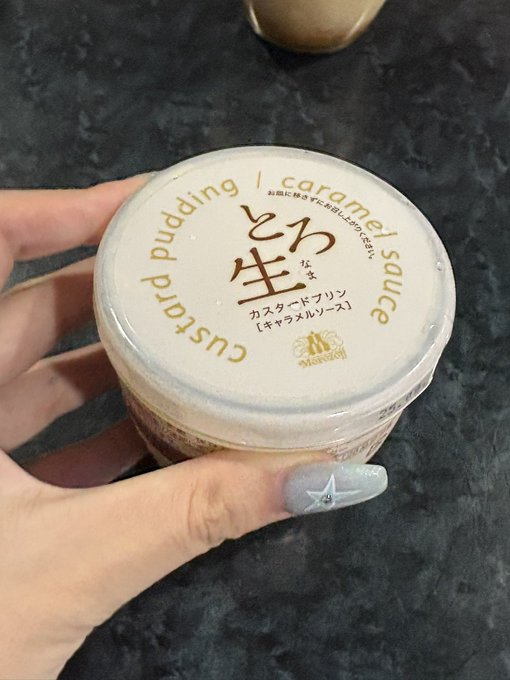 custard pudding / caramel sauce
お皿に移さずにお召し上がりください。
とろ
生
なま
カスタードプリン
[キャラメルソース]
Morozoff